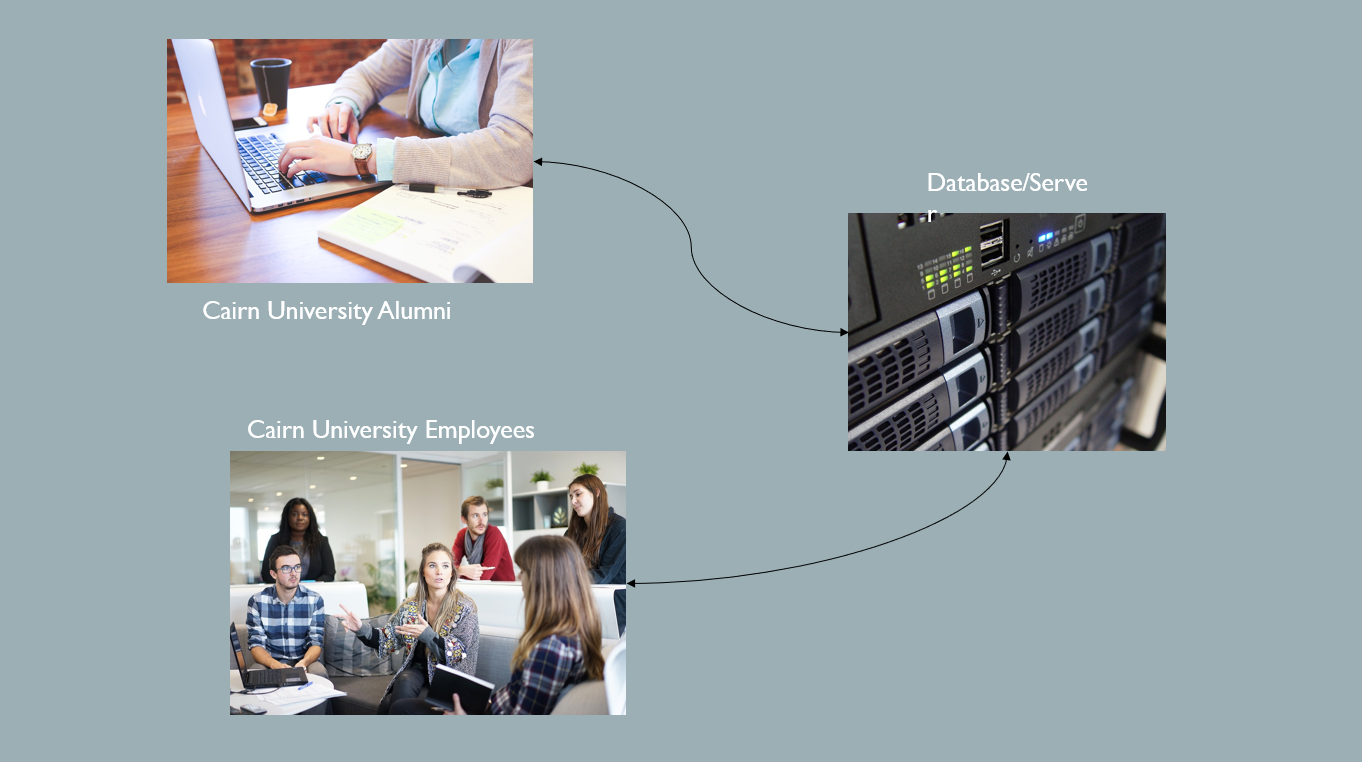 Database/Serve
r
Cairn University Alumni
Cairn University Employees